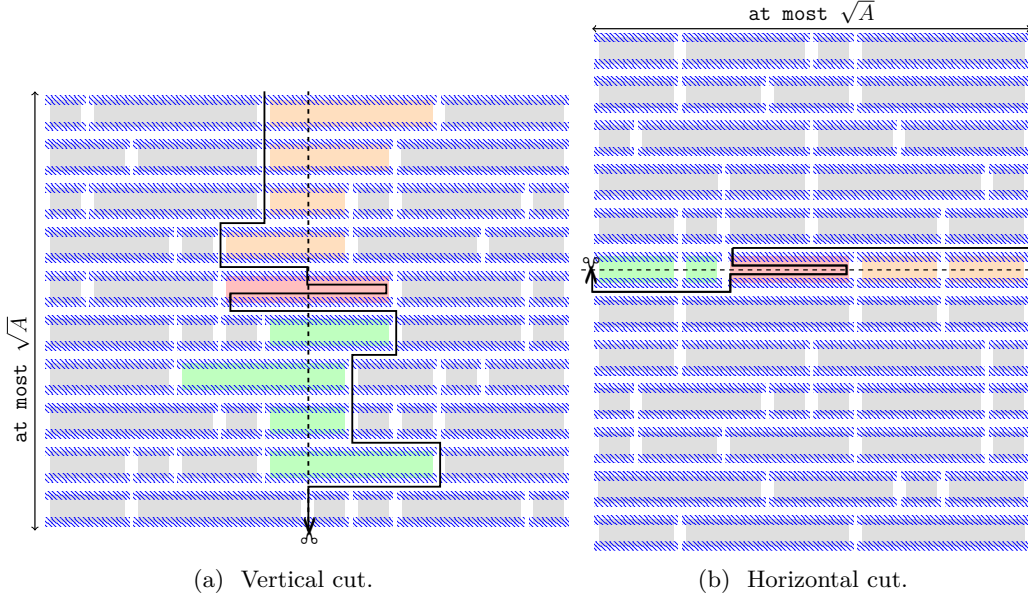 at most √A
at most √A
(a) Vertical cut.
(b) Horizontal cut.